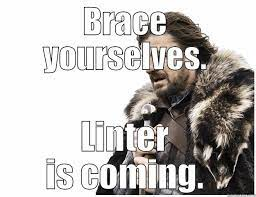 Brace
yourselves.
Linter
is coming.